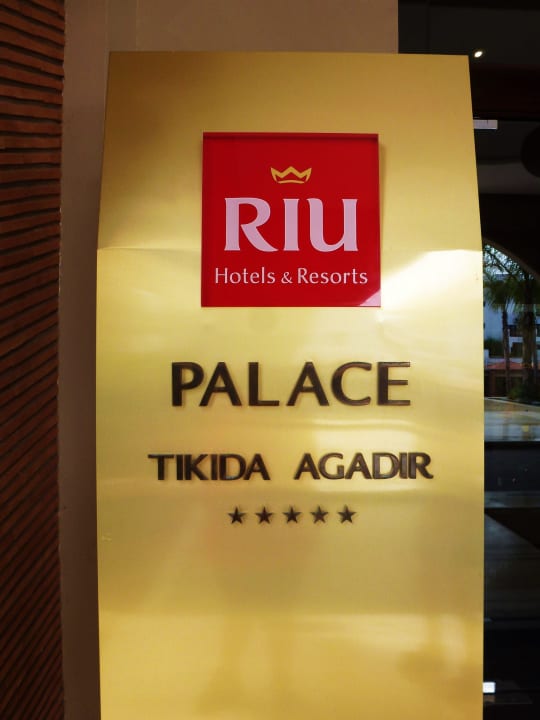 RIU
Hotels & Resorts
PALACE
TIKIDA AGADIR
★★★★★